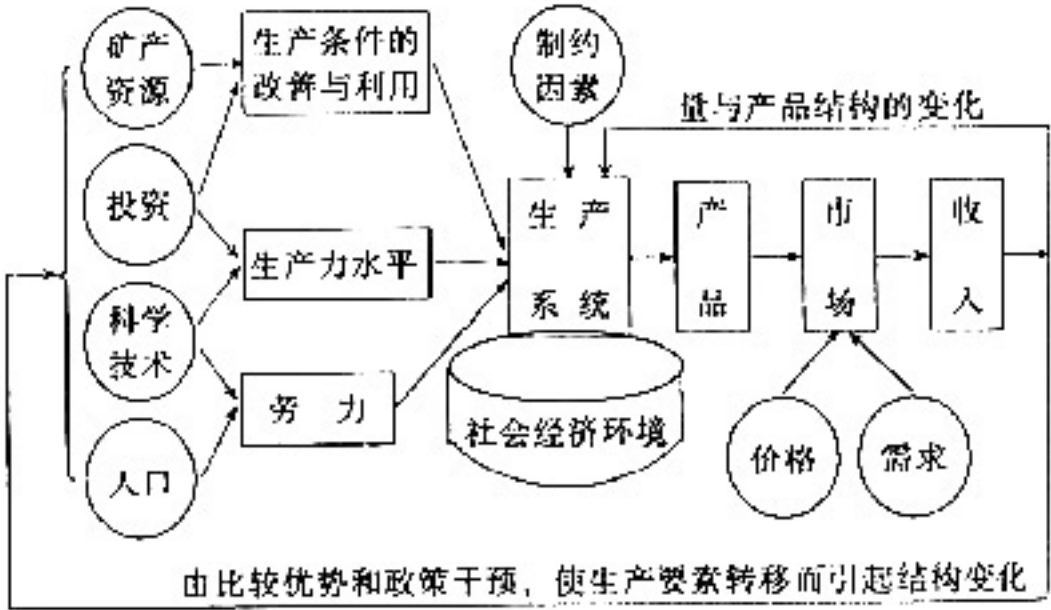 矿产
资源
生产条件的
改善与利用
制约
因素
量与产品结构的变化
投资
生产力水平
生产
系统
产
品
市
场
收
入
科学
技术
劳力
社会经济环境
人口
价格
需求
由比较优势和政策干预,使生产要素转移而引起结构变化